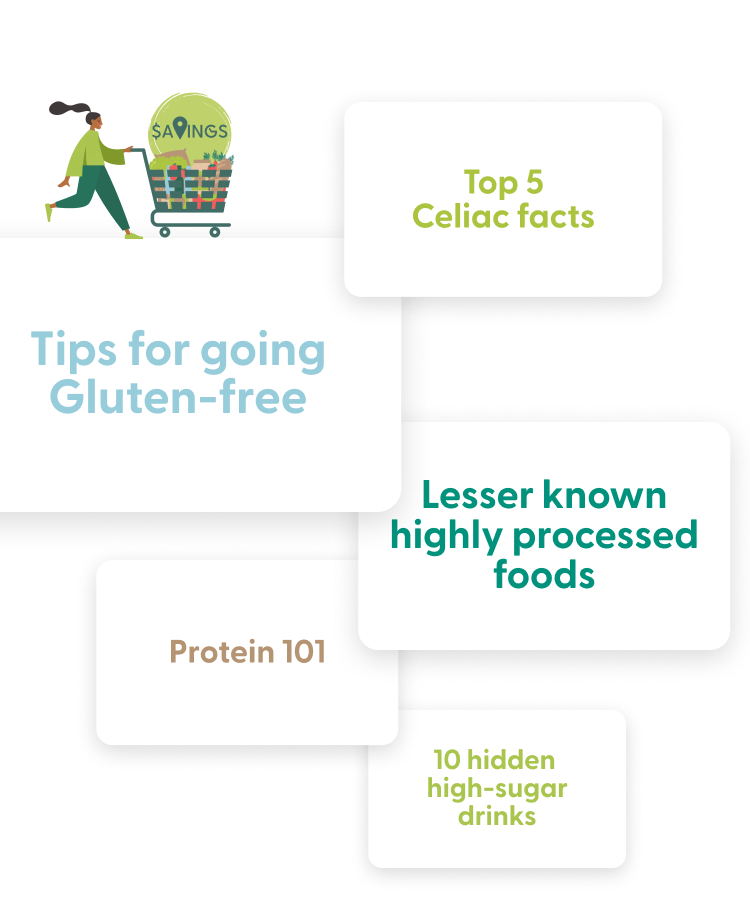 $AVINGS
Top 5
Celiac facts
Tips for going
Gluten-free
Lesser known
highly processed
foods
Protein 101
10 hidden
high-sugar
drinks